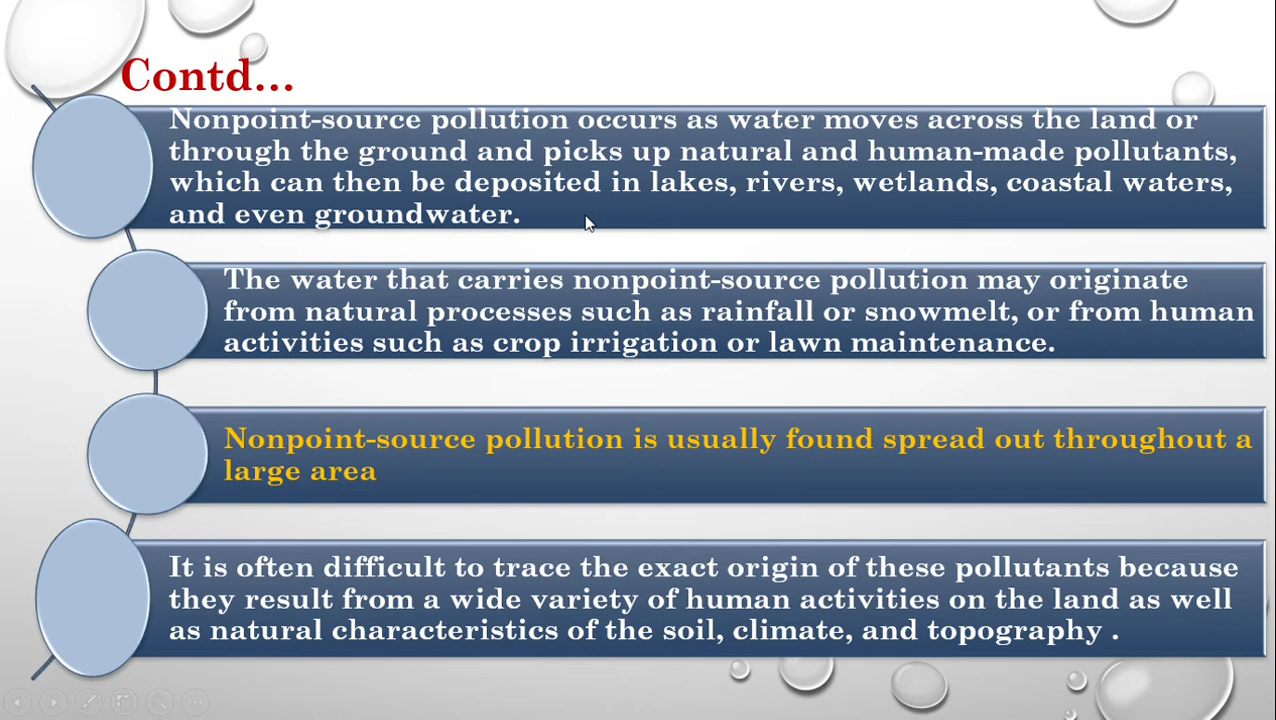 Contd...
Nonpoint-source pollution occurs as water moves across the land or
through the ground and picks up natural and human-made pollutants,
which can then be deposited in lakes, rivers, wetlands, coastal waters,
and even groundwater.
The water that carries nonpoint-source pollution may originate
from natural processes such as rainfall or snowmelt, or from human
activities such as crop irrigation or lawn maintenance.
Nonpoint-source pollution is usually found spread out throughout a
large area
It is often difficult to trace the exact origin of these pollutants because
they result from a wide variety of human activities on the land as well
as natural characteristics of the soil, climate, and topography .